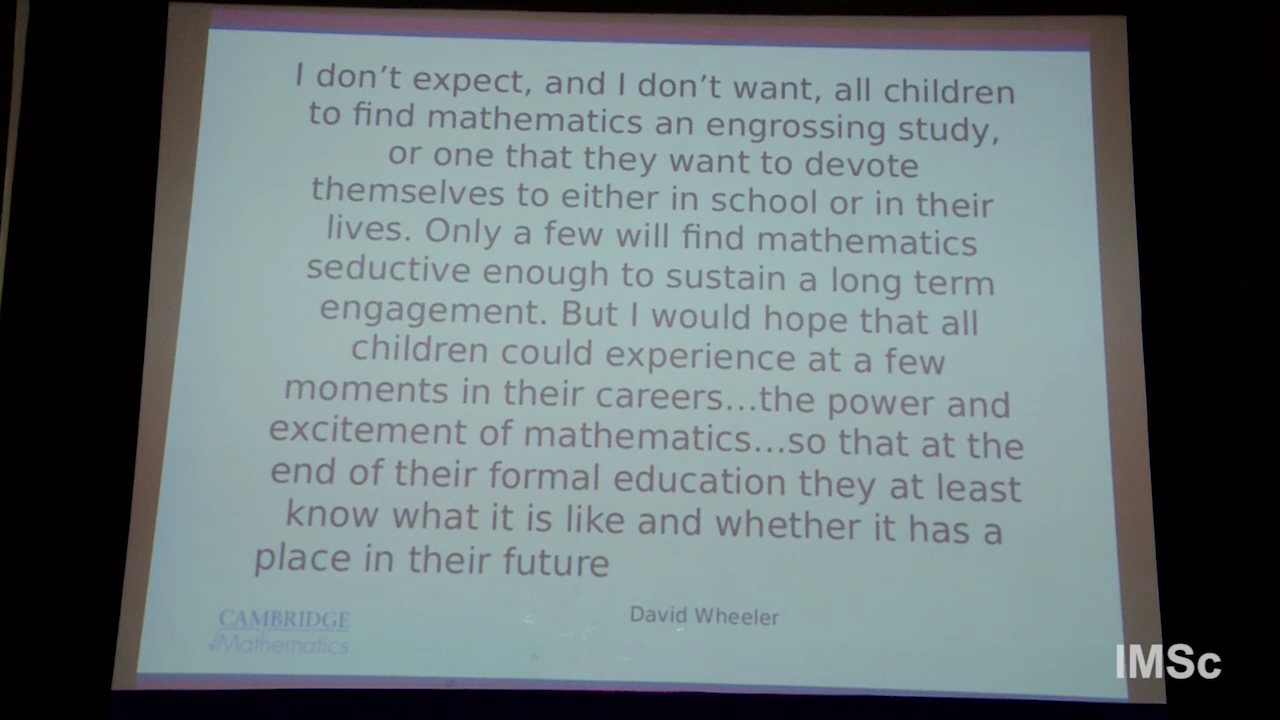 I don't expect, and I don't want, all children
to find mathematics an engrossing study,
or one that they want to devote
themselves to either in school or in their
lives. Only a few will find mathematics
seductive enough to sustain a long term
engagement. But I would hope that all
children could experience at a few
moments in their careers...the power and
excitement of mathematics...so that at the
end of their formal education they at least
know what it is like and whether it has a
place in their future
David Wheeler
CAMBRIDGE
Mathematics
IMSc